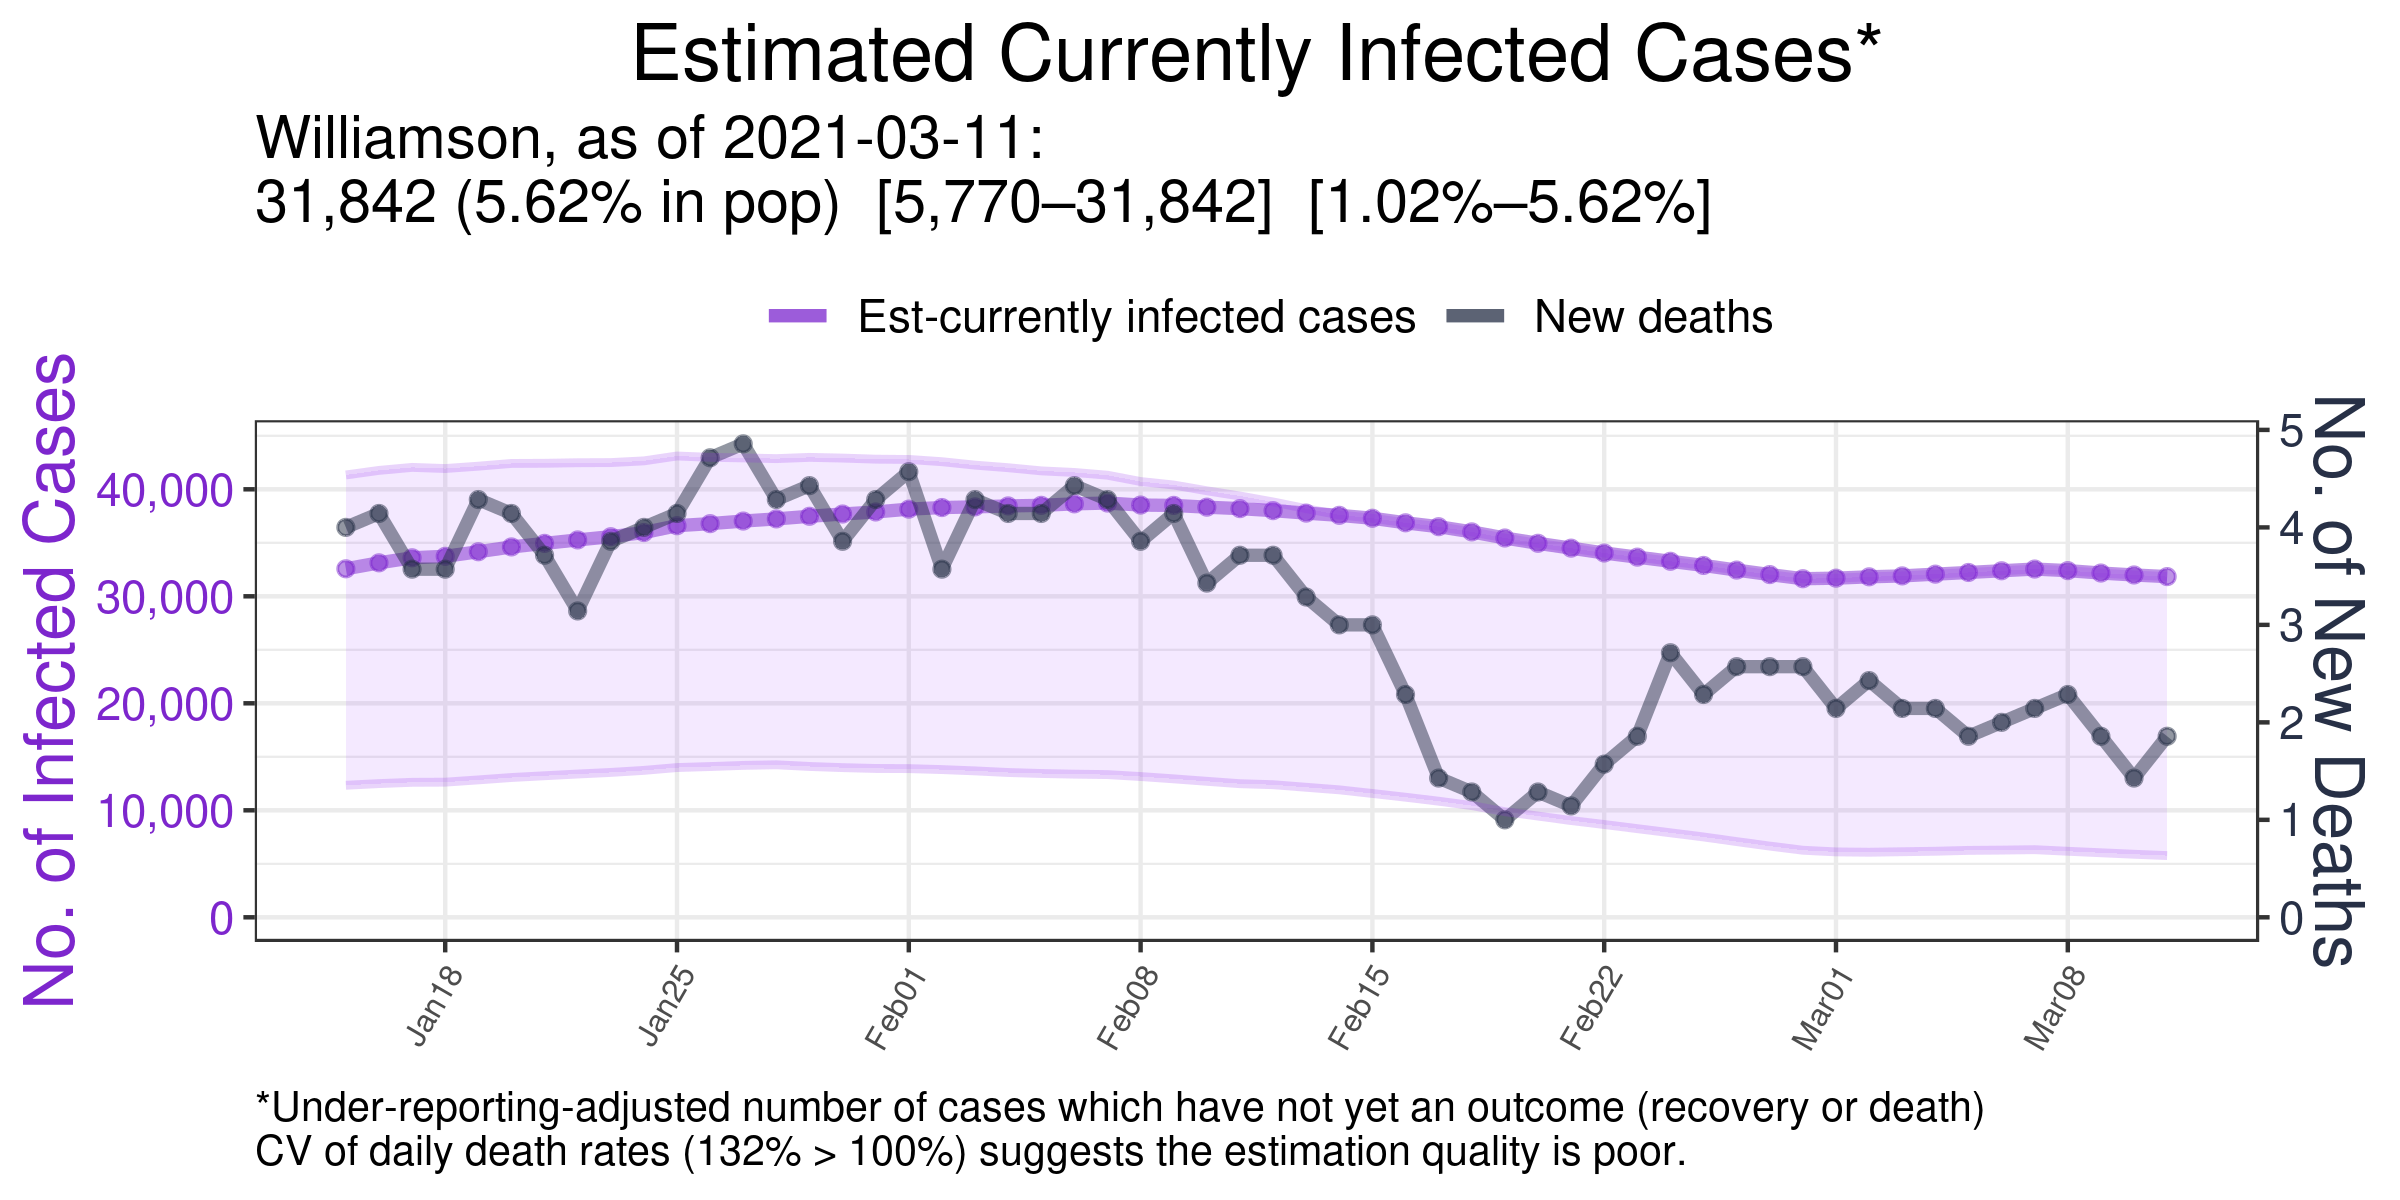 Estimated Currently Infected Cases*
Williamson, as of 2021-03-11:
31,842 (5.62% in pop)  [5,770–31,842]  [1.02%–5.62%]
Est-currently infected cases
New deaths
No. of Infected Cases
40,000
30,000
20,000
10,000
0
5
4
3
2
1
0
No. of New Deaths
Jan18
Jan25
Feb01
Feb08
Feb15
Feb22
Mar01
Mar08
*Under-reporting-adjusted number of cases which have not yet an outcome (recovery or death)
CV of daily death rates (132% > 100%) suggests the estimation quality is poor.